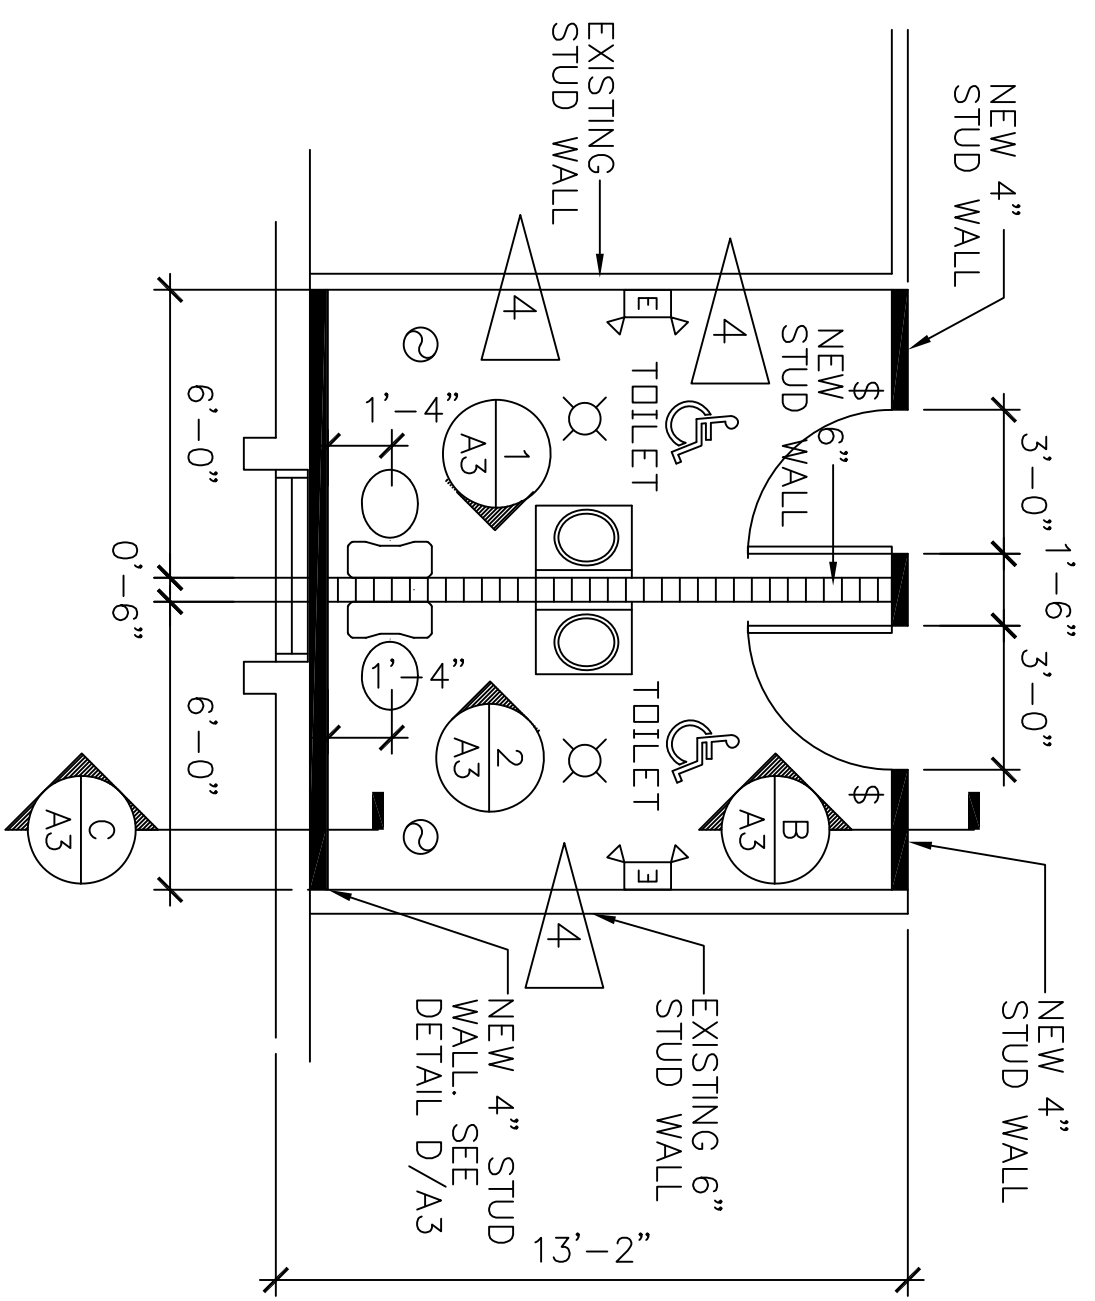 NEW 4"
STUD WALL
EXISTING
STUD WALL
4
4
E
$
NEW 6"
STUD WALL
TOILET
1'-4"
1
A3
3'-0"
1'-6"
3'-0"
6'-0"
0'-6"
6'-0"
1'-4"
TOILET
2
A3
$
B
A3
C
A3
E
4
NEW 4"
STUD WALL
EXISTING 6"
STUD WALL
NEW 4" STUD
WALL. SEE
DETAIL D/A3
13'-2"